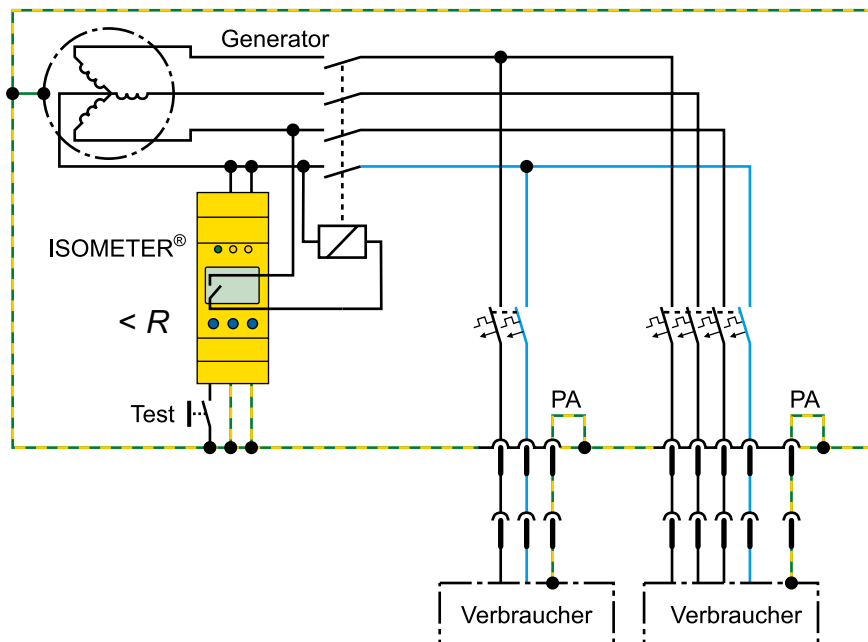 Generator
ISOMETER®
< R
Test
PA
PA
Verbraucher
Verbraucher